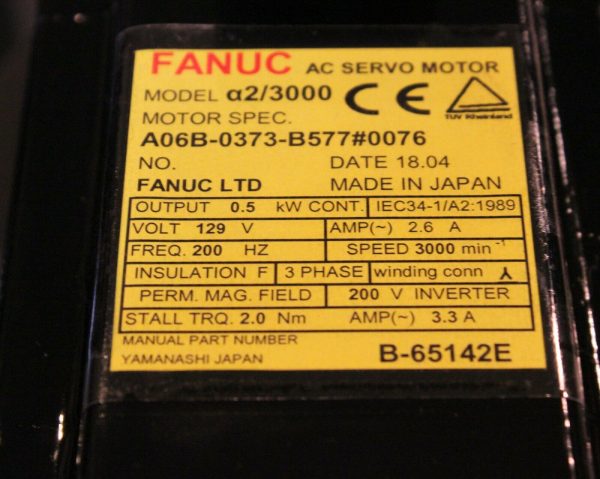 FANUC AC SERVO MOTOR
MODEL α2/3000
MOTOR SPEC.
TUV Rheinland
A06B-0373-B577#0076
NO. DATE 18.04
FANUC LTD MADE IN JAPAN
OUTPUT 0.5 kW CONT. IEC34-1/A2:1989
VOLT 129 V AMP(~) 2.6 A
FREQ. 200 HZ SPEED 3000 min⁻¹
INSULATION F 3 PHASE winding conn
PERM. MAG. FIELD 200 V INVERTER
STALL TRQ. 2.0 Nm AMP(~) 3.3 A
MANUAL PART NUMBER
YAMANASHI JAPAN B-65142E